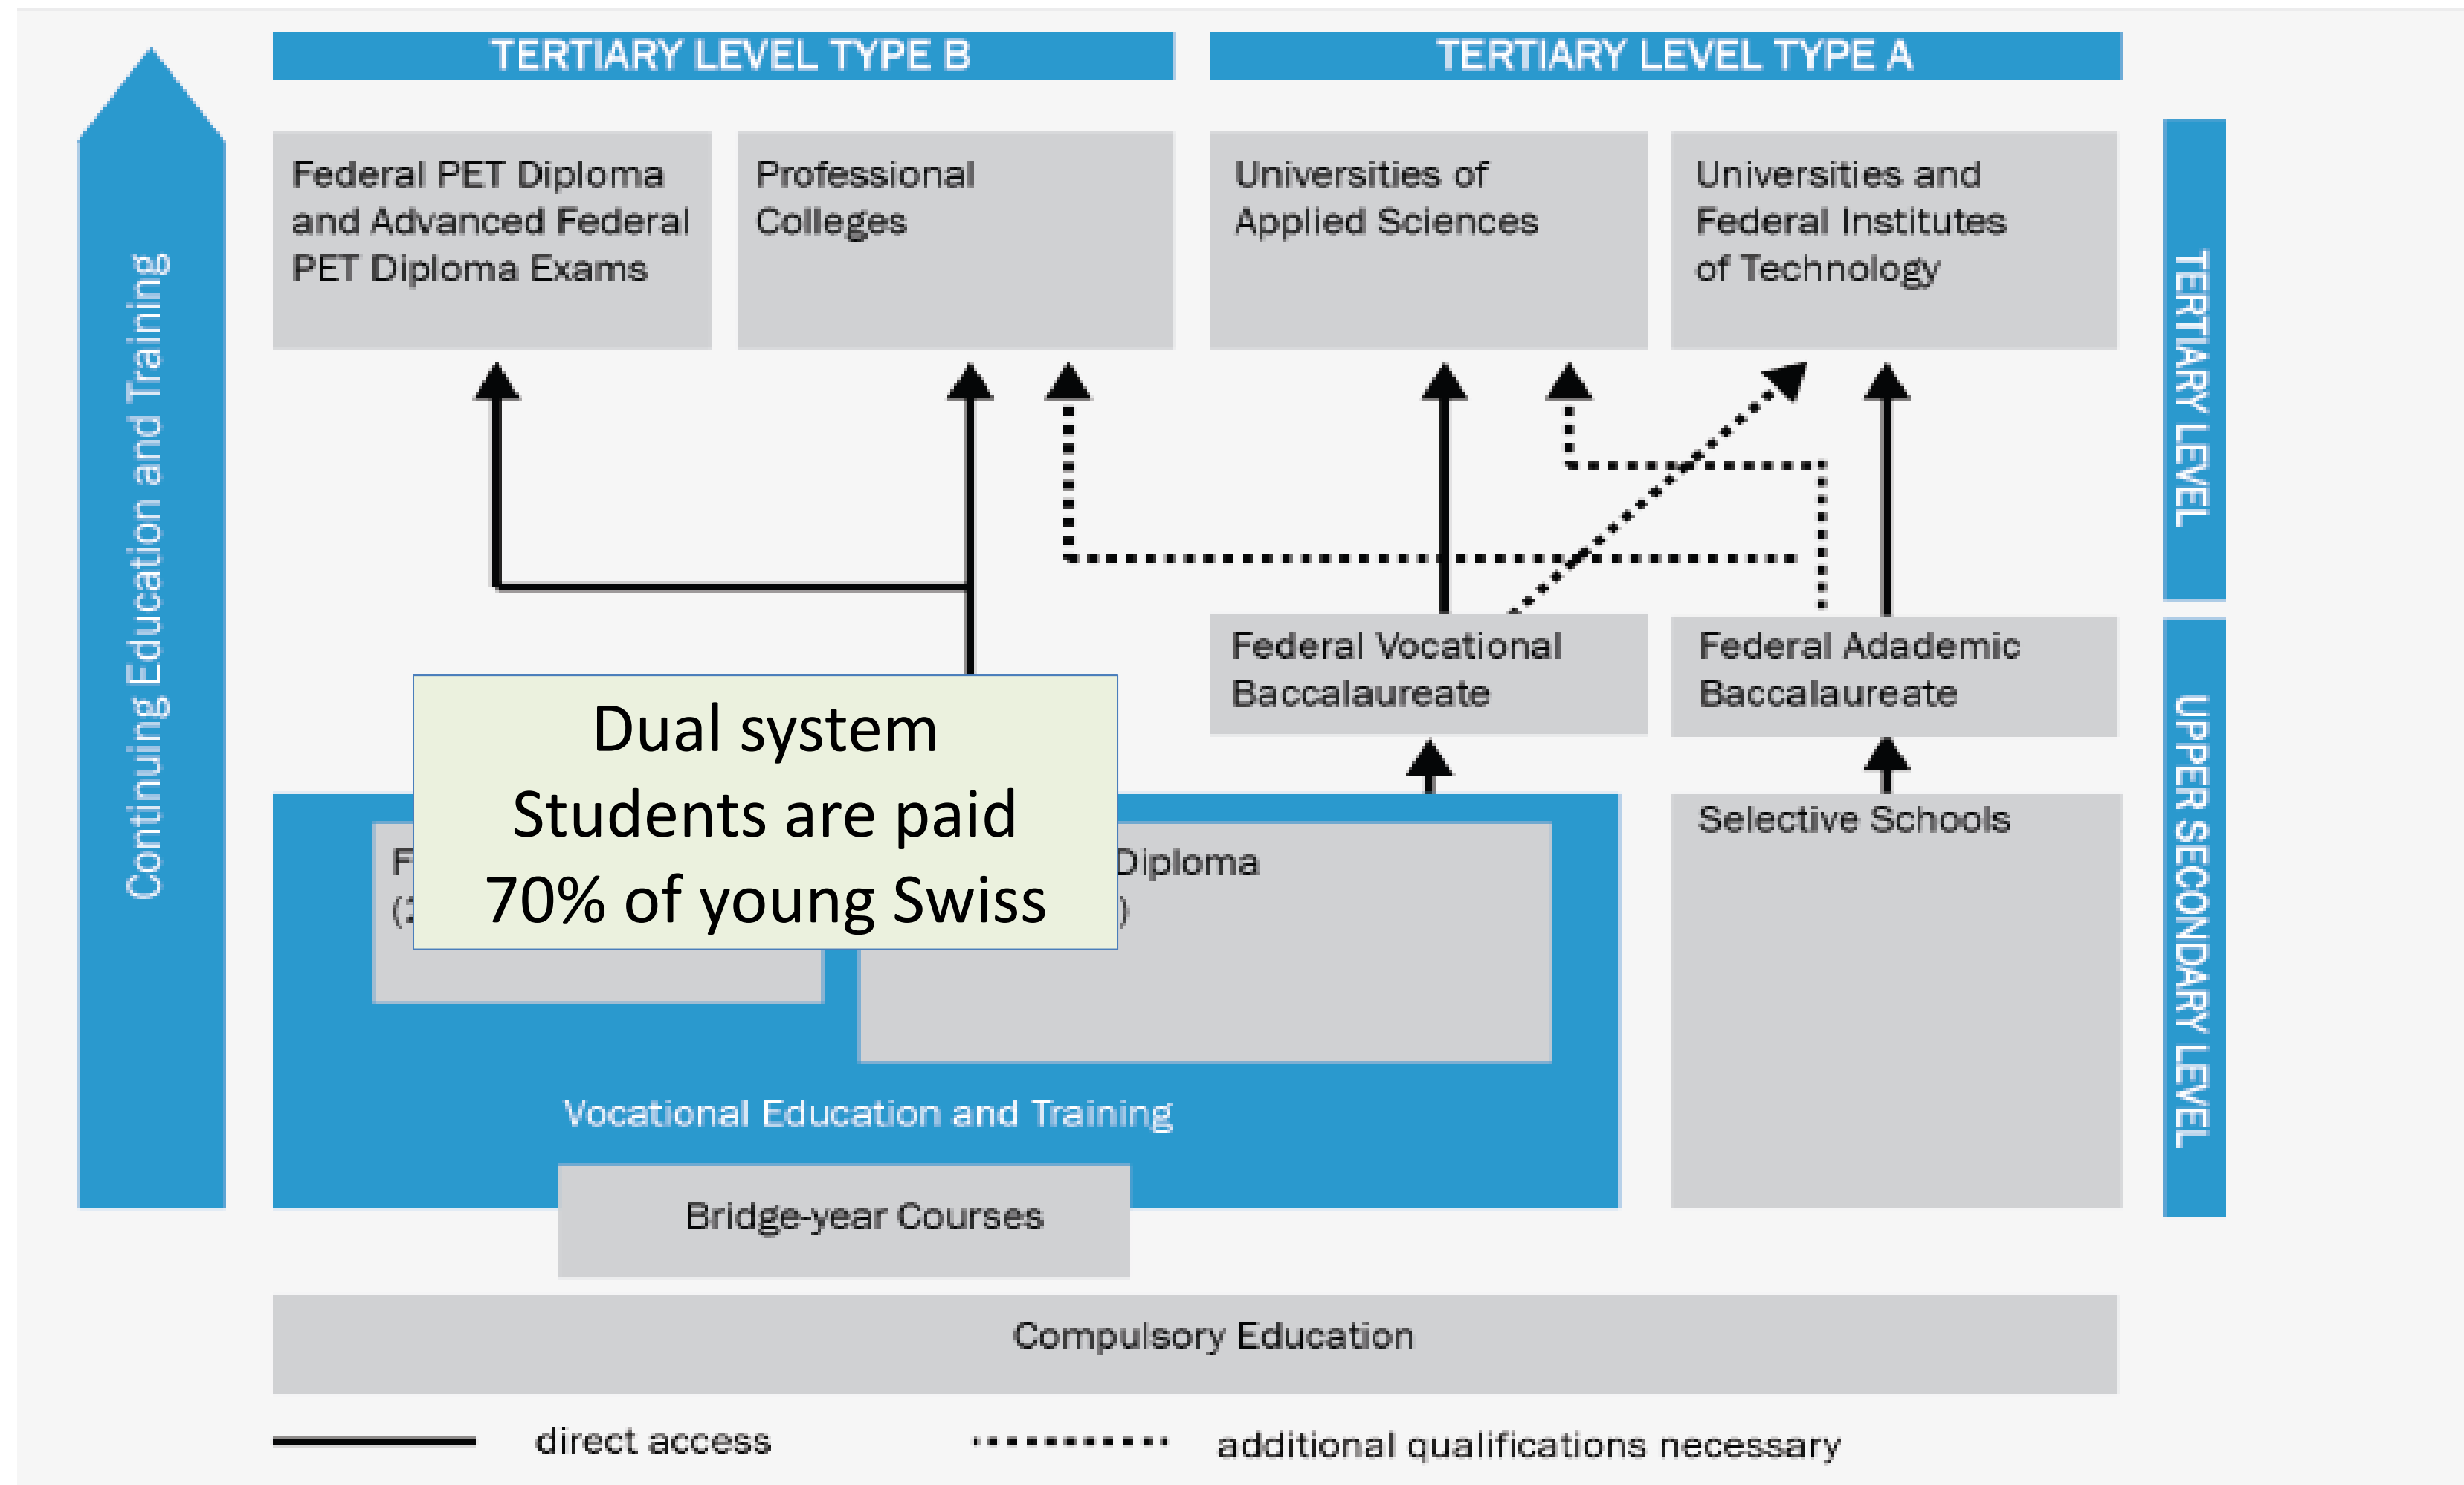 TERTIARY LEVEL TYPE B
TERTIARY LEVEL TYPE A
Continuing Education and Training
Federal PET Diploma
and Advanced Federal
PET Diploma Exams
Professional
Colleges
Universities of
Applied Sciences
Universities and
Federal Institutes
of Technology
TERTIARY LEVEL
Federal Vocational
Baccalaureate
Federal Adademic
Baccalaureate
Dual system
Students are paid
70% of young Swiss
Diploma
Selective Schools
UPPER SECONDARY LEVEL
Vocational Education and Training
Bridge-year Courses
Compulsory Education
direct access
additional qualifications necessary